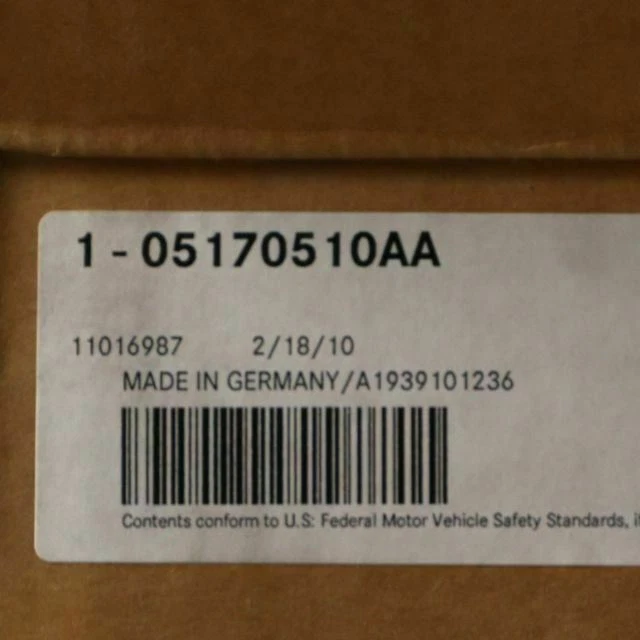 1 - 05170510AA
11016987 2/18/10
MADE IN GERMANY/A1939101236
Contents conform to U.S: Federal Motor Vehicle Safety Standards,